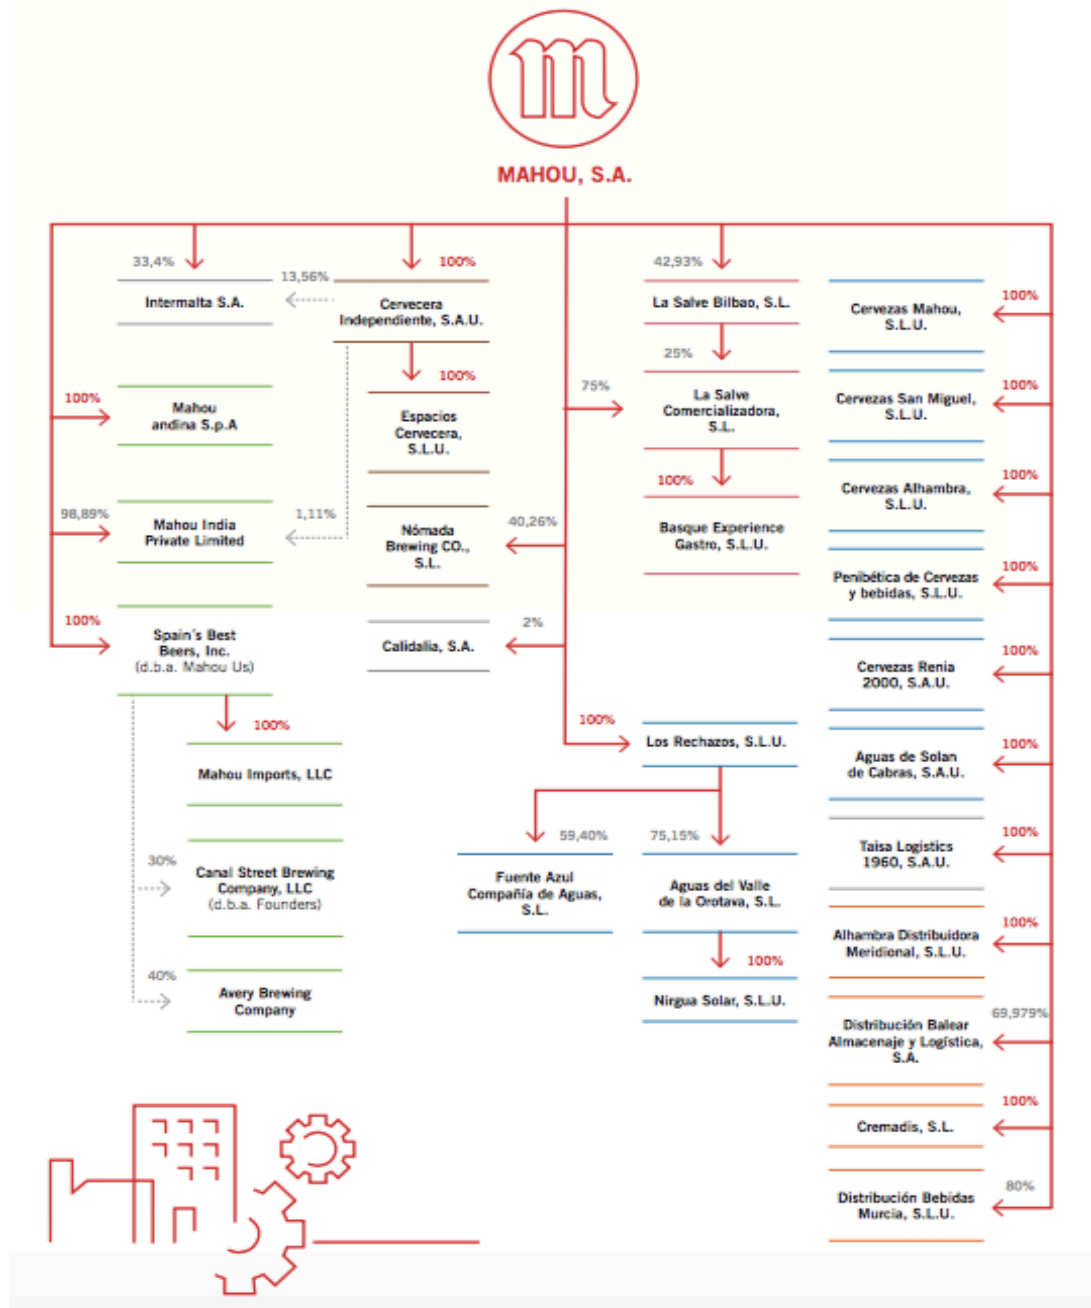 m
MAHOU, S.A.
33,4%
Intermalta S.A.
13,56%
100%
Cervecera
Independiente, S.A.U.
100%
Espacios
Cervecera,
S.L.U.
100%
Mahou
andina S.p.A
98,89%
Mahou India
Private Limited
1,11%
Nómada
Brewing CO.,
S.L.
40,26%
100%
Spain´s Best
Beers, Inc.
(d.b.a. Mahou Us)
Calidalia, S.A.
2%
100%
Mahou Imports, LLC
30%
Canal Street Brewing
Company, LLC
(d.b.a. Founders)
40%
Avery Brewing
Company
42,93%
La Salve Bilbao, S.L.
25%
75%
La Salve
Comercializadora,
S.L.
100%
Basque Experience
Gastro, S.L.U.
100%
Los Rechazos, S.L.U.
59,40%
Fuente Azul
Compañía de Aguas,
S.L.
75,15%
Aguas del Valle
de la Orotava, S.L.
100%
Nirgua Solar, S.L.U.
Cervezas Mahou,
S.L.U.
100%
Cervezas San Miguel,
S.L.U.
100%
Cervezas Alhambra,
S.L.U.
100%
Penibética de Cervezas
y bebidas, S.L.U.
100%
Cervezas Renia
2000, S.A.U.
100%
Aguas de Solan
de Cabras, S.A.U.
100%
Taisa Logistics
1960, S.A.U.
100%
Alhambra Distribuidora
Meridional, S.L.U.
100%
Distribución Balear
Almacenaje y Logística,
S.A.
69,979%
Cremadis, S.L.
100%
Distribución Bebidas
Murcia, S.L.U.
80%